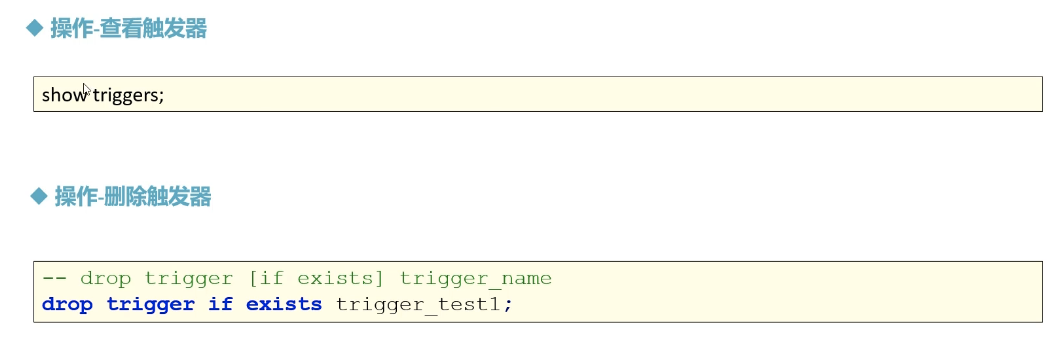 ◆ 操作-查看触发器
show triggers;
◆ 操作-删除触发器
-- drop trigger [if exists] trigger_name
drop trigger if exists trigger_test1;